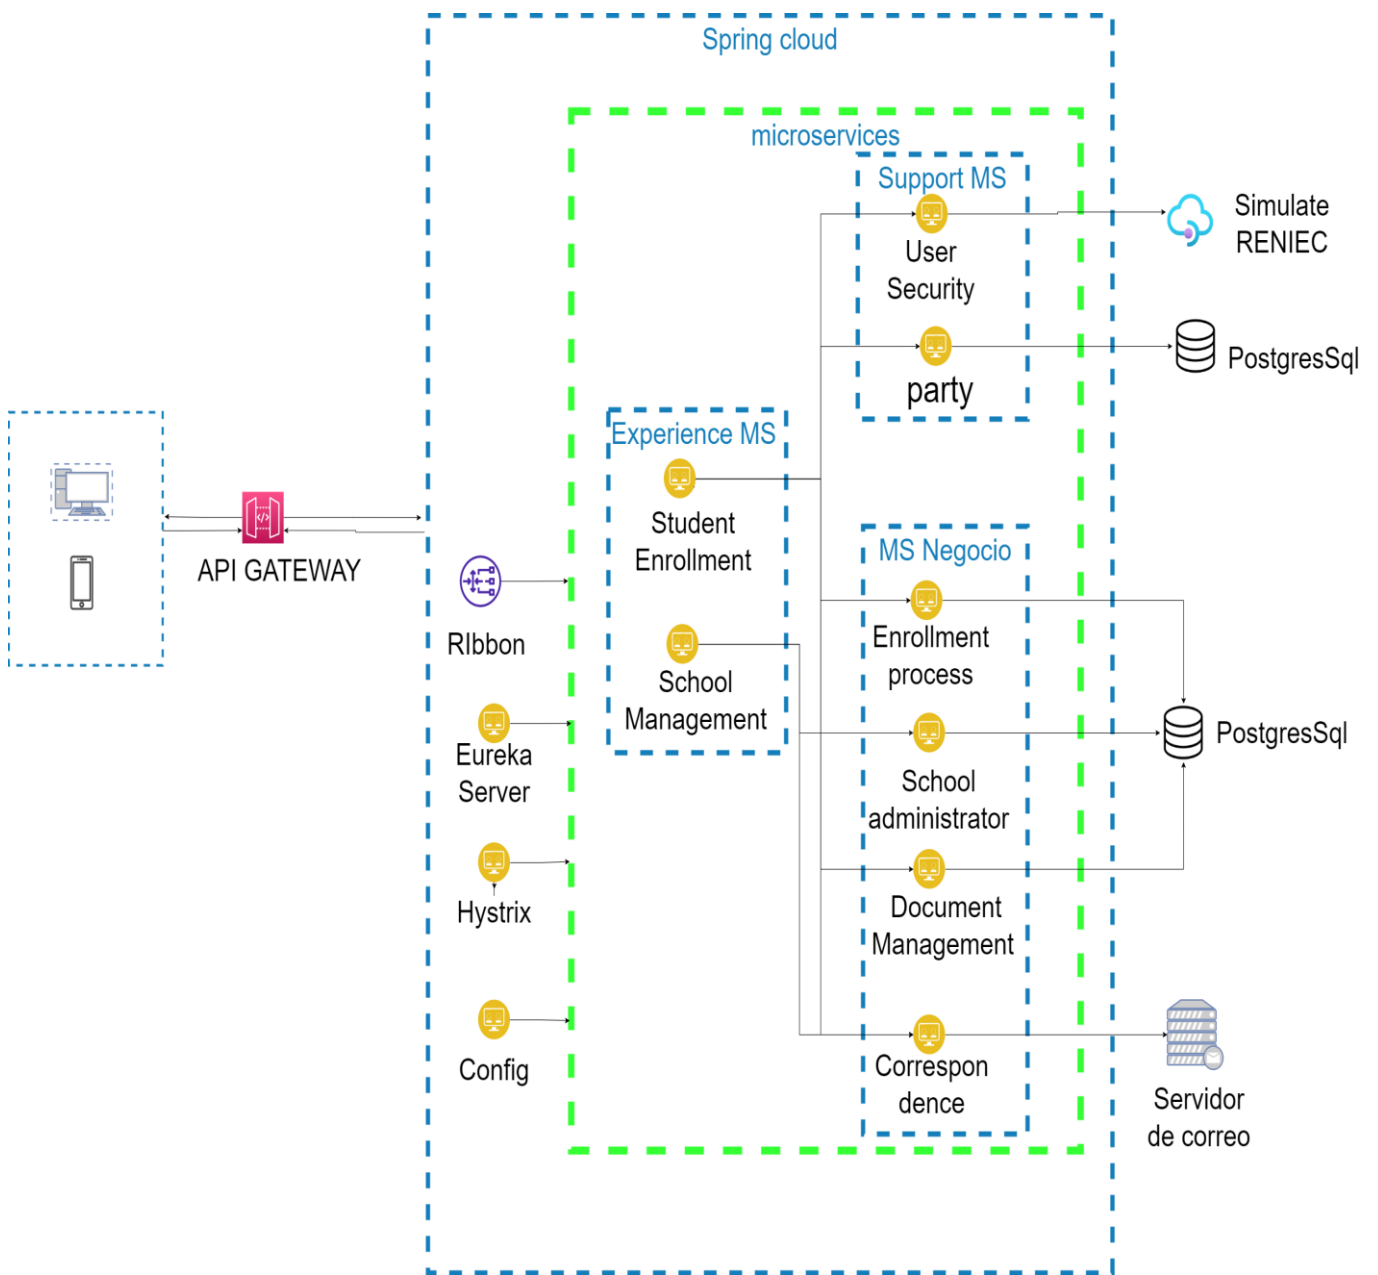 Spring cloud
microservices
Support MS
User
Security
party
Simulate
RENIEC
PostgresSql
Experience MS
Student
Enrollment
School
Management
API GATEWAY
RIbbon
Eureka
Server
Hystrix
Config
MS Negocio
Enrollment
process
School
administrator
Document
Management
Correspon
dence
PostgresSql
Servidor
de correo